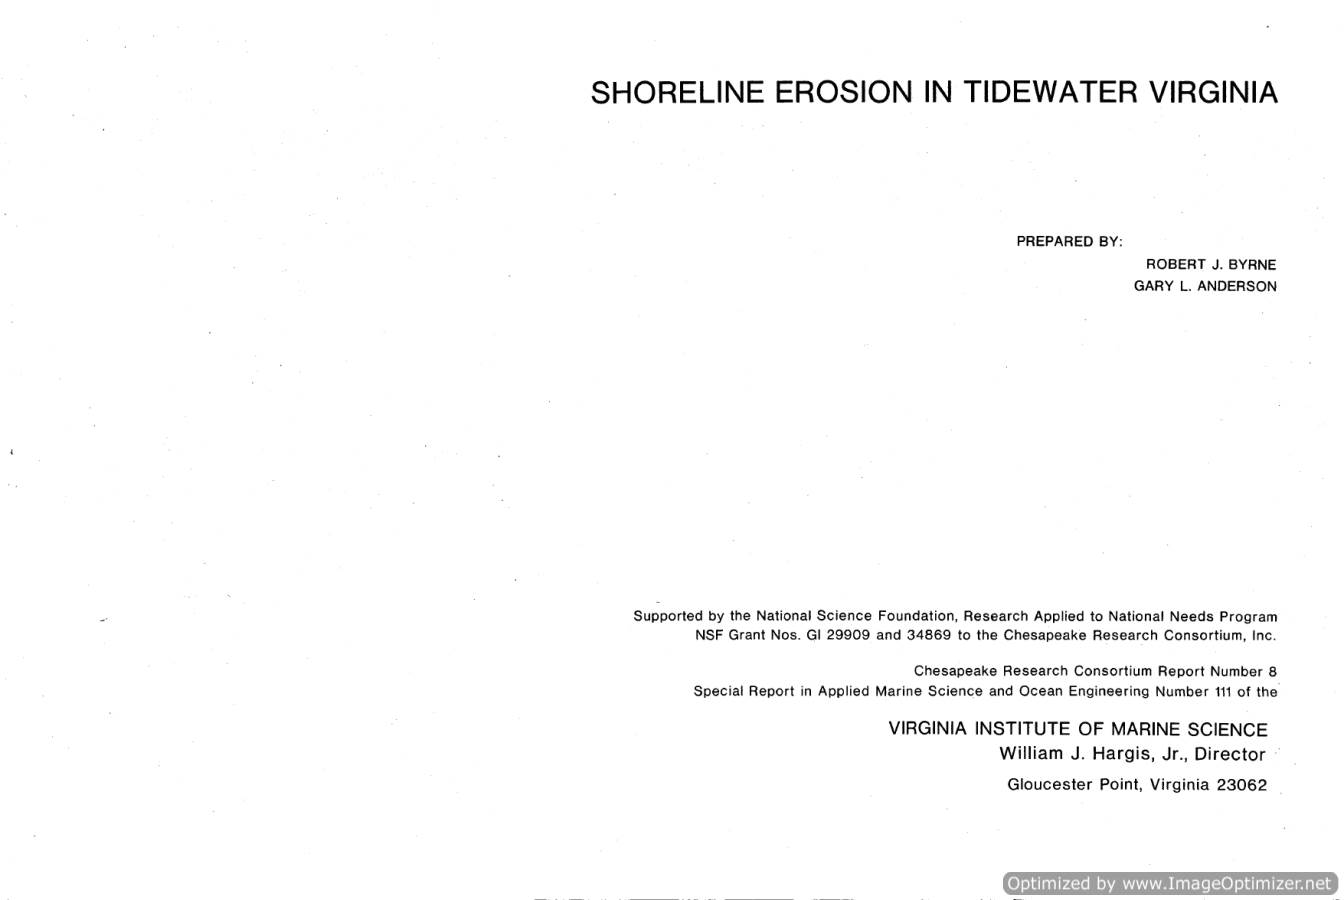 SHORELINE EROSION IN TIDEWATER VIRGINIA
PREPARED BY:
ROBERT J. BYRNE
GARY L. ANDERSON
Supported by the National Science Foundation, Research Applied to National Needs Program
NSF Grant Nos. GI 29909 and 34869 to the Chesapeake Research Consortium, Inc.
Chesapeake Research Consortium Report Number 8
Special Report in Applied Marine Science and Ocean Engineering Number 111 of the
VIRGINIA INSTITUTE OF MARINE SCIENCE
William J. Hargis, Jr., Director
Gloucester Point, Virginia 23062
Optimized by www.ImageOptimizer.net